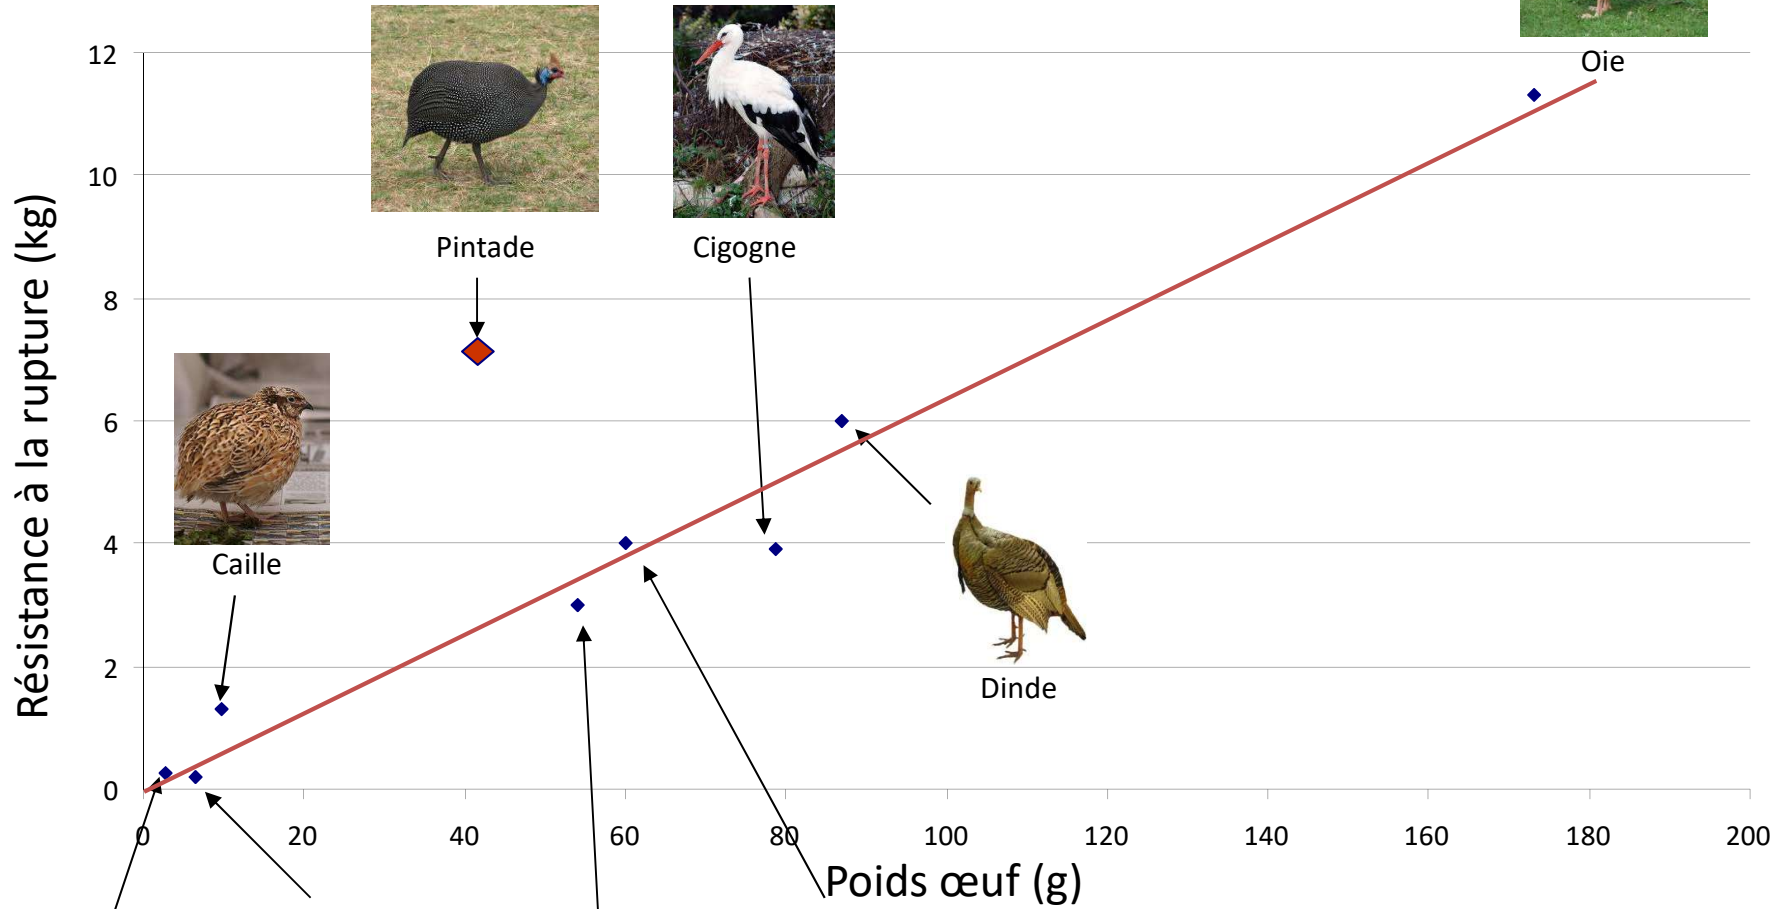 Oie
12
10
8
6
4
2
0
Résistance à la rupture (kg)
Pintade
Cigogne
Caille
Dinde
0 20 40 60 80 100 120 140 160 180 200
Poids œuf (g)